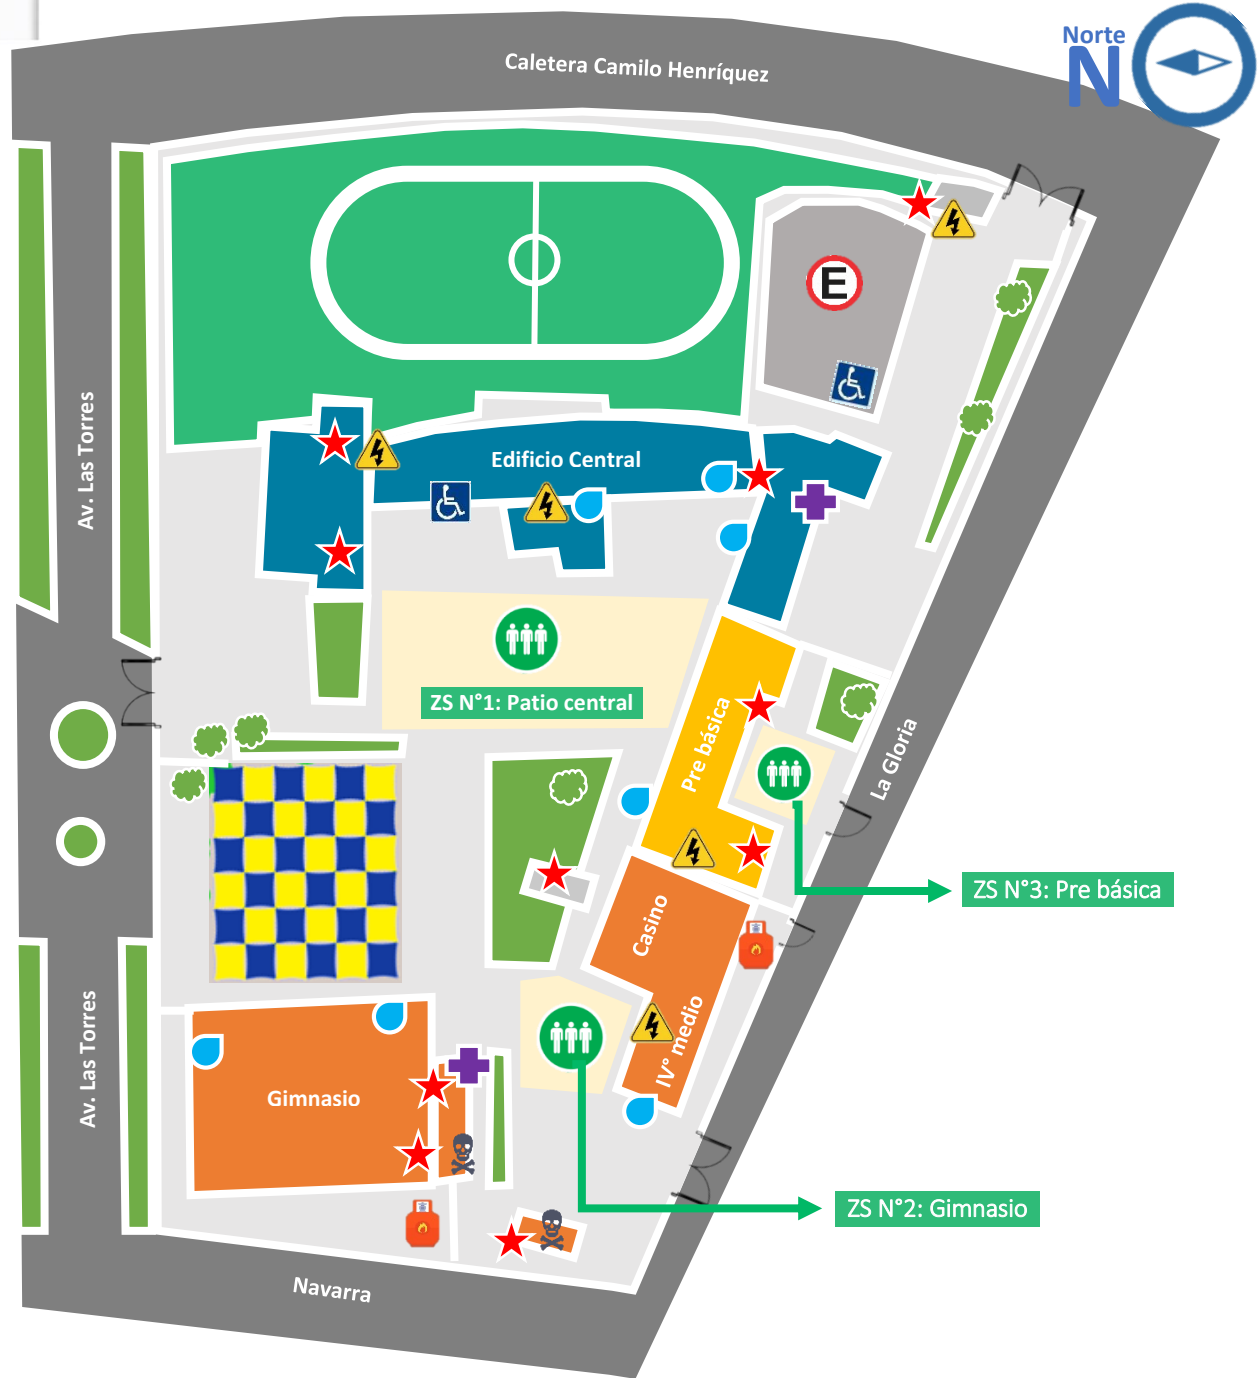 Norte
N
Caletera Camilo Henríquez
E
Av. Las Torres
Edificio Central
ZS N°1: Patio central
Pre básica
La Gloria
ZS N°3: Pre básica
Casino
IV° medio
Av. Las Torres
Gimnasio
ZS N°2: Gimnasio
Navarra